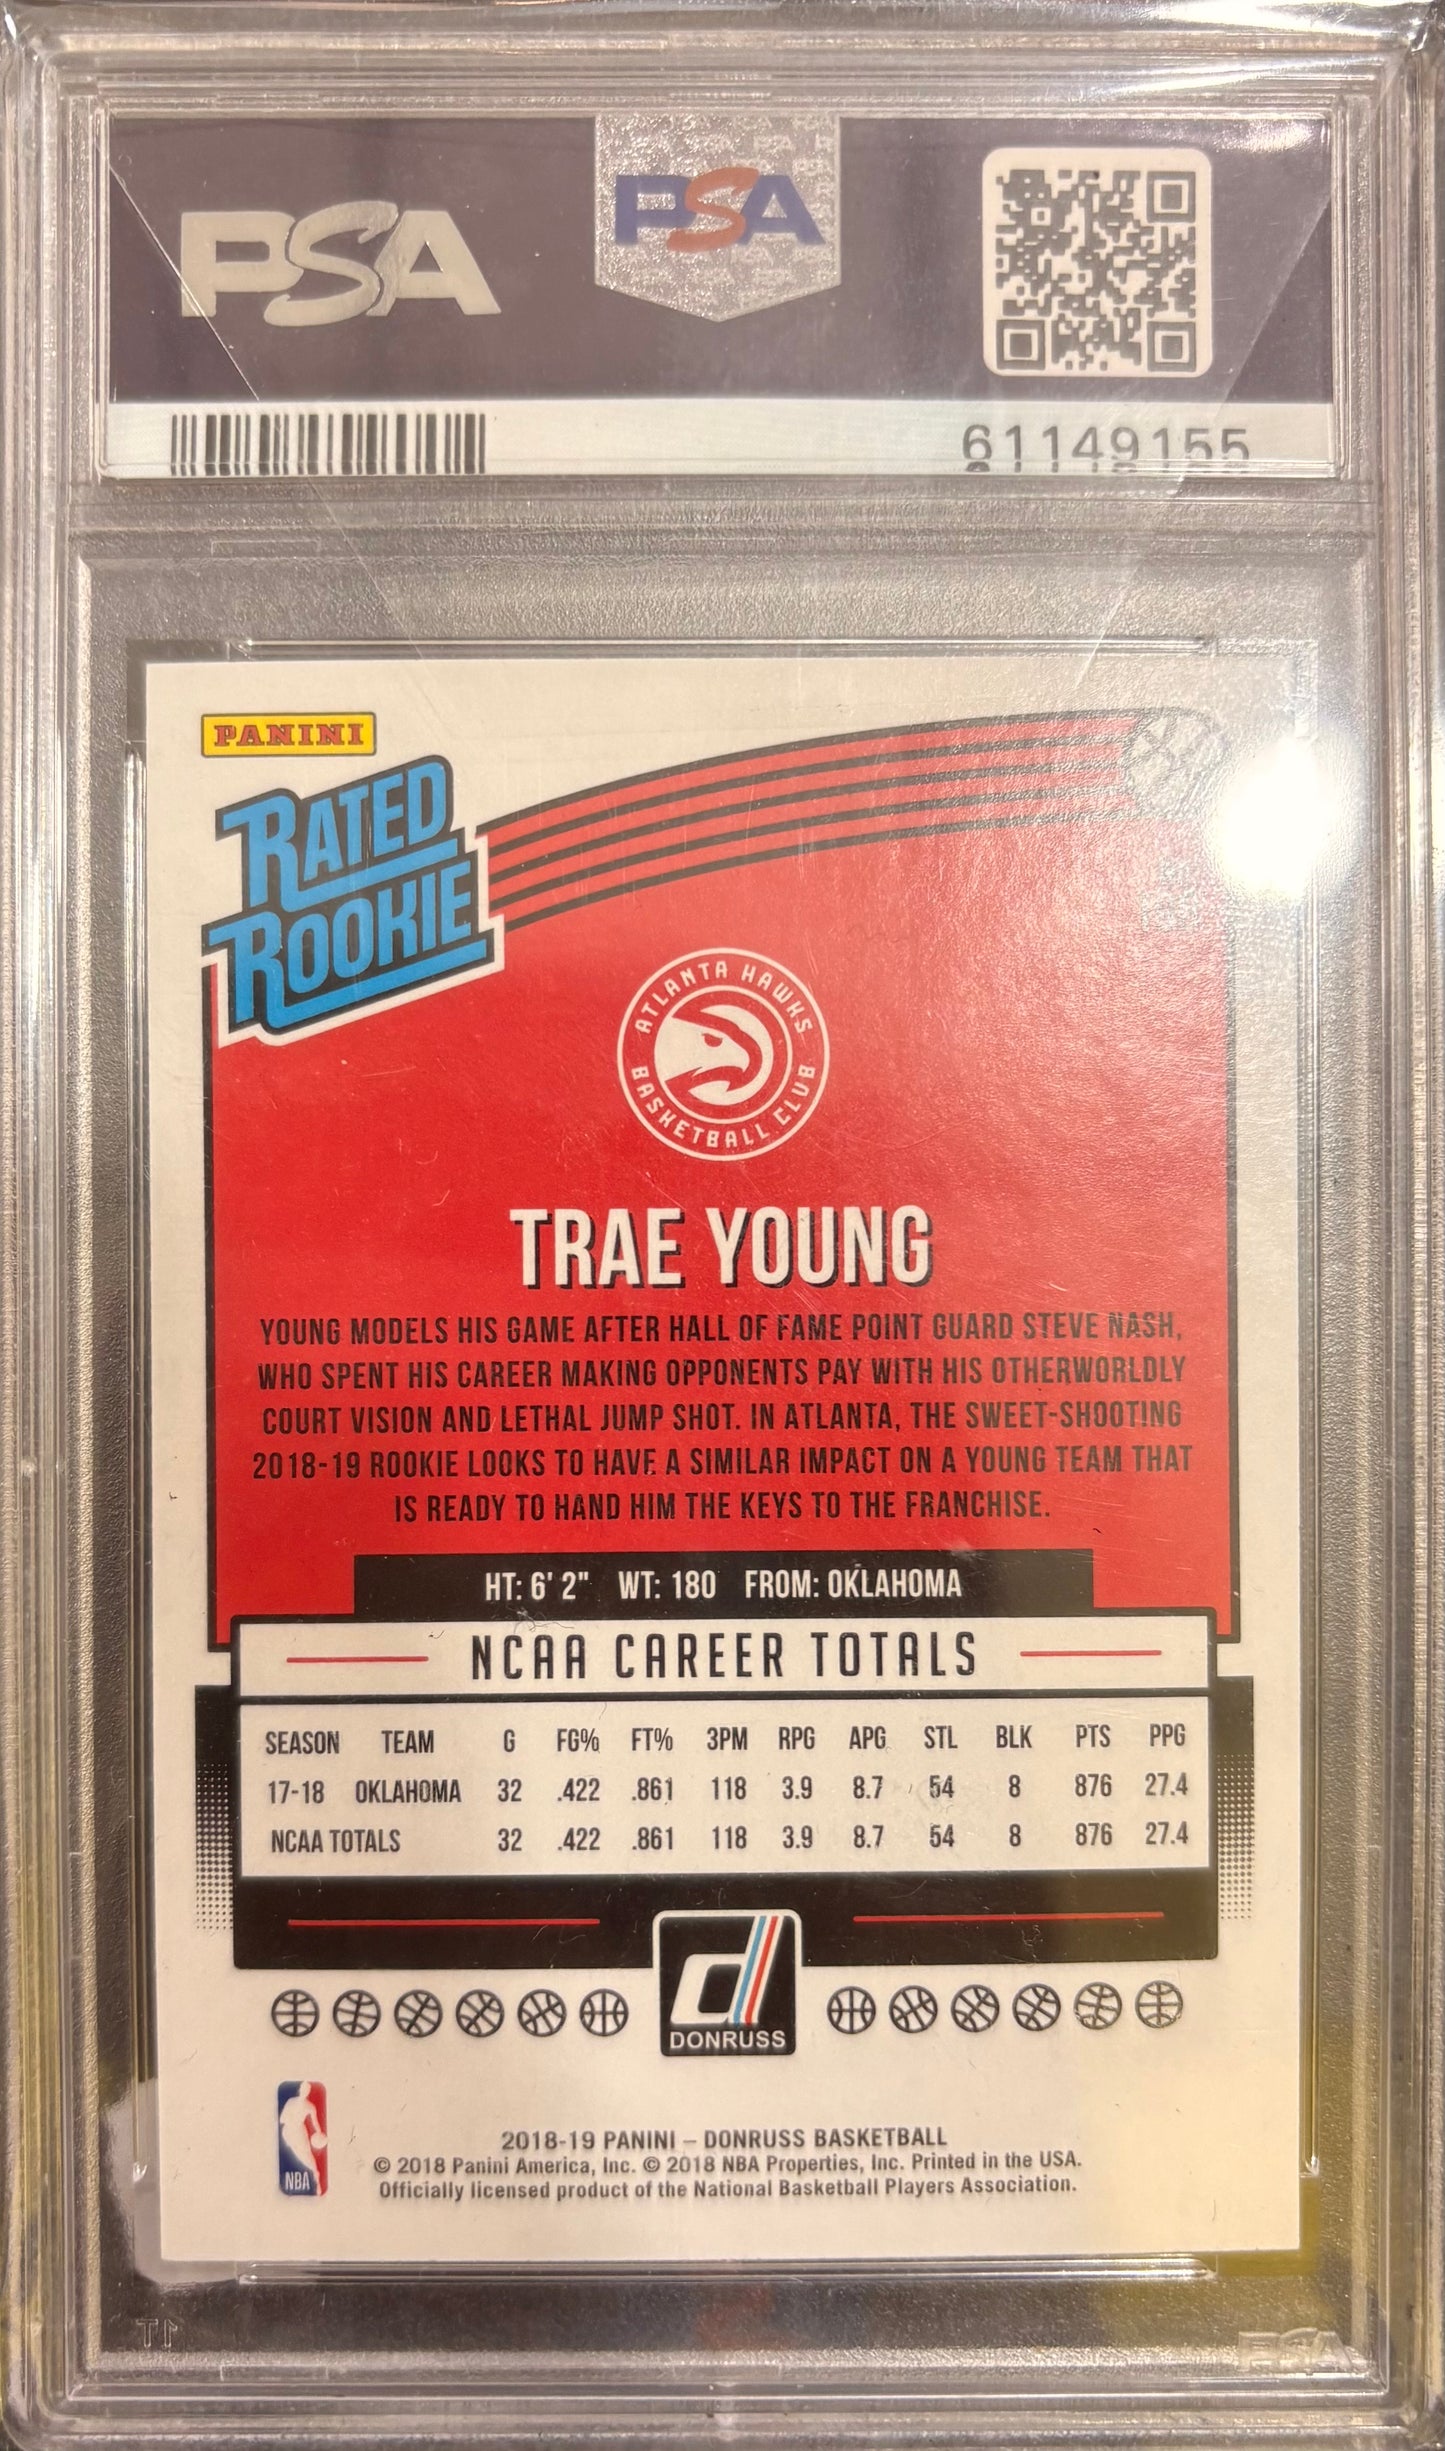 PSA
PSA
61149155
PANINI
RATED
ROOKIE
ATLANTA HAWKS
BASKETBALL CLUB
TRAE YOUNG
YOUNG MODELS HIS GAME AFTER HALL OF FAME POINT GUARD STEVE NASH,
WHO SPENT HIS CAREER MAKING OPPONENTS PAY WITH HIS OTHERWORLDLY
COURT VISION AND LETHAL JUMP SHOT. IN ATLANTA, THE SWEET-SHOOTING
2018-19 ROOKIE LOOKS TO HAVE A SIMILAR IMPACT ON A YOUNG TEAM THAT
IS READY TO HAND HIM THE KEYS TO THE FRANCHISE.
HT: 6' 2" WT: 180 FROM: OKLAHOMA
NCAA CAREER TOTALS
SEASON TEAM G FG% FT% 3PM RPG APG STL BLK PTS PPG
17-18 OKLAHOMA 32 .422 .861 118 3.9 8.7 54 8 876 27.4
NCAA TOTALS 32 .422 .861 118 3.9 8.7 54 8 876 27.4
d
DONRUSS
NBA
2018-19 PANINI – DONRUSS BASKETBALL
© 2018 Panini America, Inc. © 2018 NBA Properties, Inc. Printed in the USA.
Officially licensed product of the National Basketball Players Association.
PSA